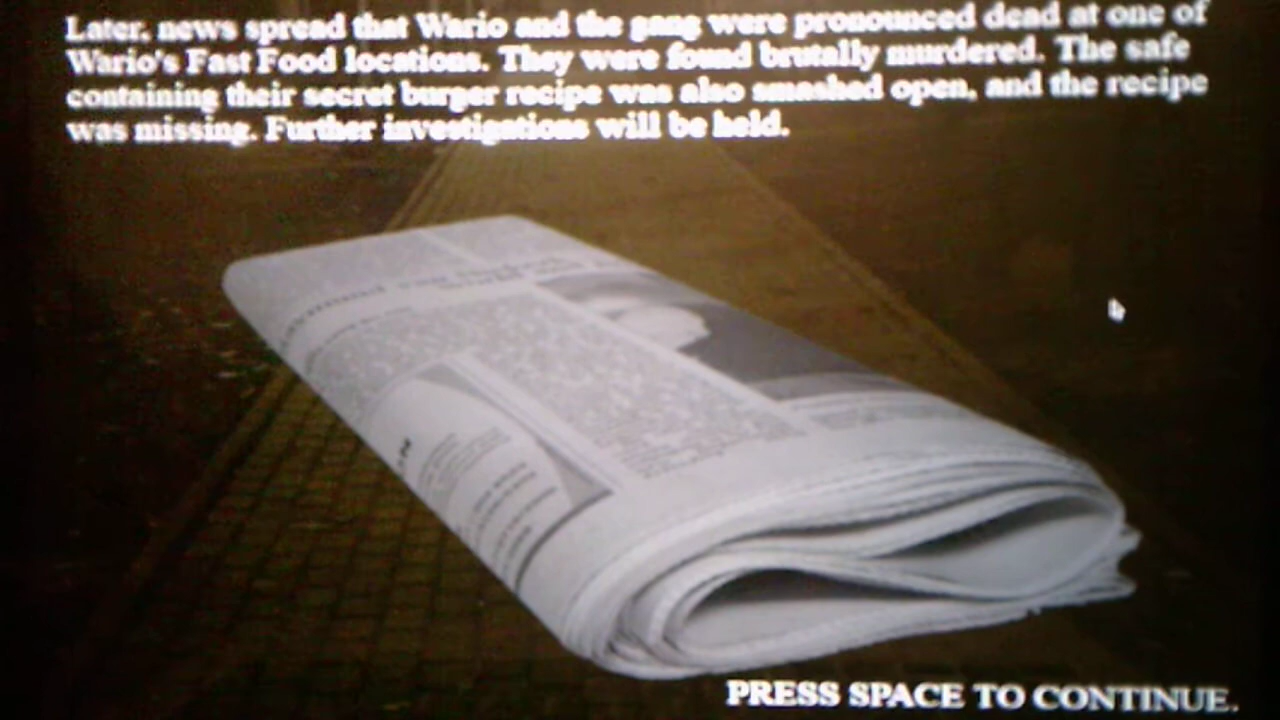 Later, news spread that Wario and the gang were pronounced dead at one of
Wario's Fast Food locations. They were found brutally murdered. The safe
containing their secret burger recipe was also smashed open, and the recipe
was missing. Further investigations will be held.
PRESS SPACE TO CONTINUE.